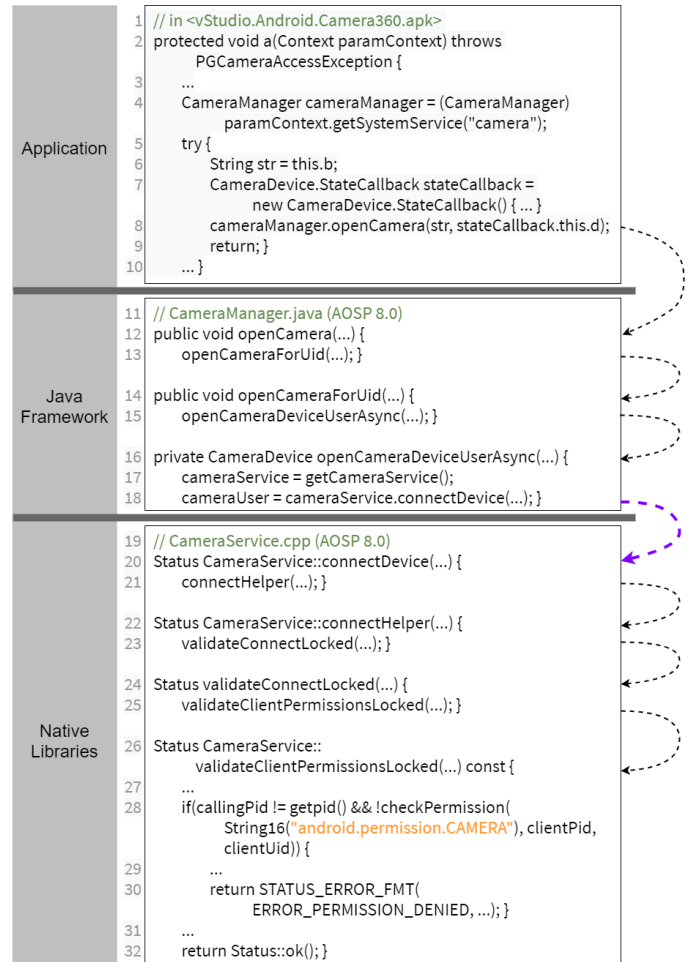 Application
1 // in <vStudio.Android.Camera360.apk>
2 protected void a(Context paramContext) throws
PGCameraAccessException {
3 ...
4 CameraManager cameraManager = (CameraManager)
paramContext.getSystemService("camera");
5 try {
6 String str = this.b;
7 CameraDevice.StateCallback stateCallback =
new CameraDevice.StateCallback() { ... }
8 cameraManager.openCamera(str, stateCallback.this.d);
9 return; }
10 ... }
Java
Framework
11 // CameraManager.java (AOSP 8.0)
12 public void openCamera(...) {
13 openCameraForUid(...); }
14 public void openCameraForUid(...) {
15 openCameraDeviceUserAsync(...); }
16 private CameraDevice openCameraDeviceUserAsync(...) {
17 cameraService = getCameraService();
18 cameraUser = cameraService.connectDevice(...); }
Native
Libraries
19 // CameraService.cpp (AOSP 8.0)
20 Status CameraService::connectDevice(...) {
21 connectHelper(...); }
22 Status CameraService::connectHelper(...) {
23 validateConnectLocked(...); }
24 Status validateConnectLocked(...) {
25 validateClientPermissionsLocked(...); }
26 Status CameraService::
validateClientPermissionsLocked(...) const {
27 ...
28 if(callingPid != getpid() && !checkPermission(
String16("android.permission.CAMERA"), clientPid,
clientUid)) {
29 ...
30 return STATUS_ERROR_FMT(
ERROR_PERMISSION_DENIED, ...); }
31 ...
32 return Status::ok(); }